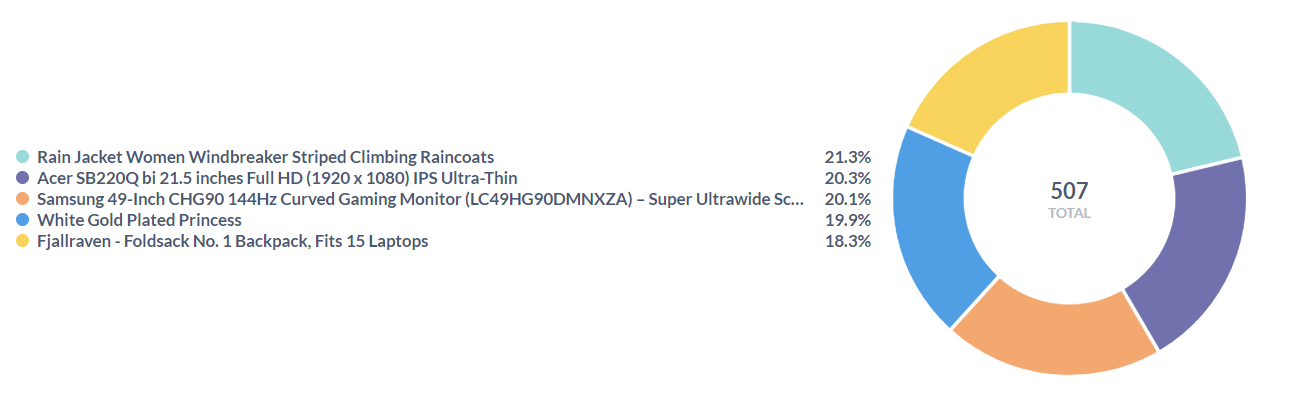 Rain Jacket Women Windbreaker Striped Climbing Raincoats 21.3%
Acer SB220Q bi 21.5 inches Full HD (1920 x 1080) IPS Ultra-Thin 20.3%
Samsung 49-Inch CHG90 144Hz Curved Gaming Monitor (LC49HG90DMNXZA) – Super Ultrawide Sc... 20.1%
White Gold Plated Princess 19.9%
Fjallraven - Foldsack No. 1 Backpack, Fits 15 Laptops 18.3%
507
TOTAL